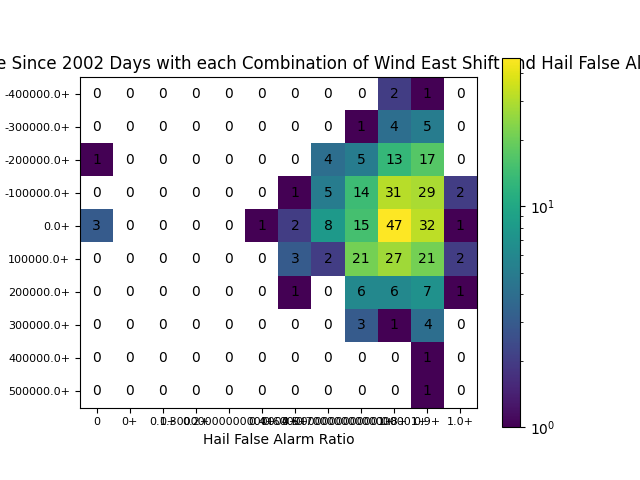 e Since 2002 Days with each Combination of Wind East Shift and Hail False Al
-400000.0+ 0 0 0 0 0 0 0 0 0 2 1 0
-300000.0+ 0 0 0 0 0 0 0 0 1 4 5 0
-200000.0+ 1 0 0 0 0 0 0 4 5 13 17 0
-100000.0+ 0 0 0 0 0 0 1 5 14 31 29 2
0.0+ 3 0 0 0 0 1 2 8 15 47 32 1
100000.0+ 0 0 0 0 0 0 3 2 21 27 21 2
200000.0+ 0 0 0 0 0 0 1 0 6 6 7 1
300000.0+ 0 0 0 0 0 0 0 0 3 1 4 0
400000.0+ 0 0 0 0 0 0 0 0 0 0 1 0
500000.0+ 0 0 0 0 0 0 0 0 0 0 1 0
0 0+ 1.0+
Hail False Alarm Ratio
10¹
10⁰